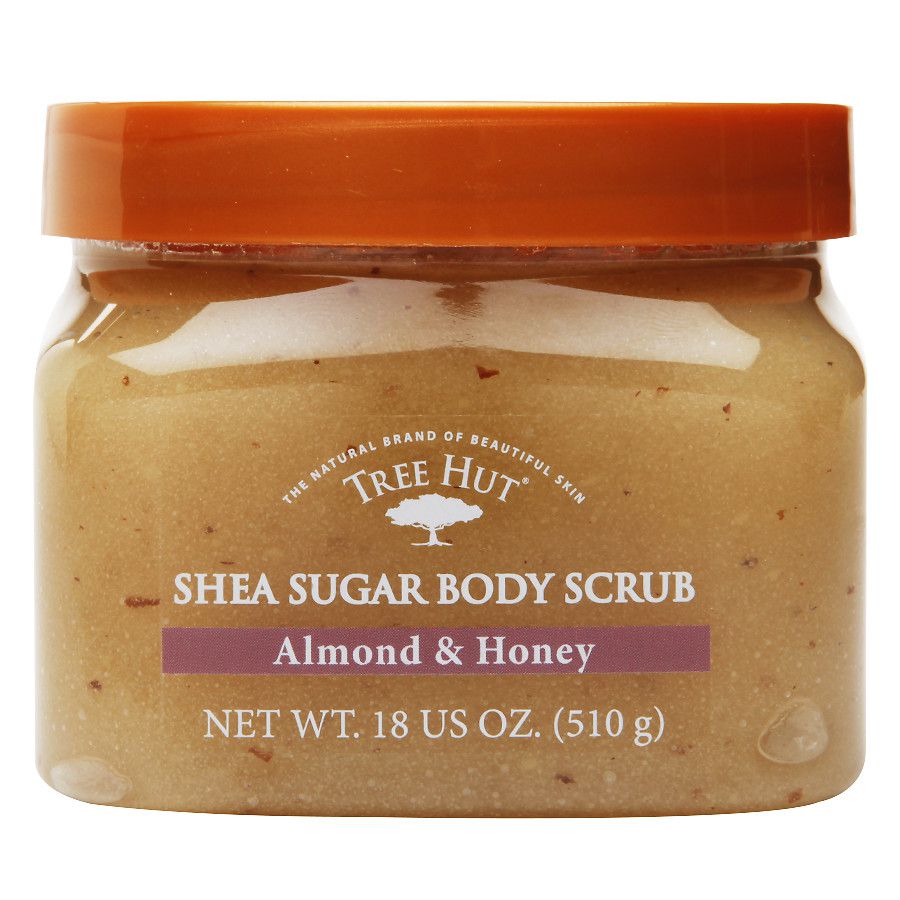 THE NATURAL BRAND OF BEAUTIFUL SKIN
TREE HUT®
SHEA SUGAR BODY SCRUB
Almond & Honey
NET WT. 18 US OZ. (510 g)